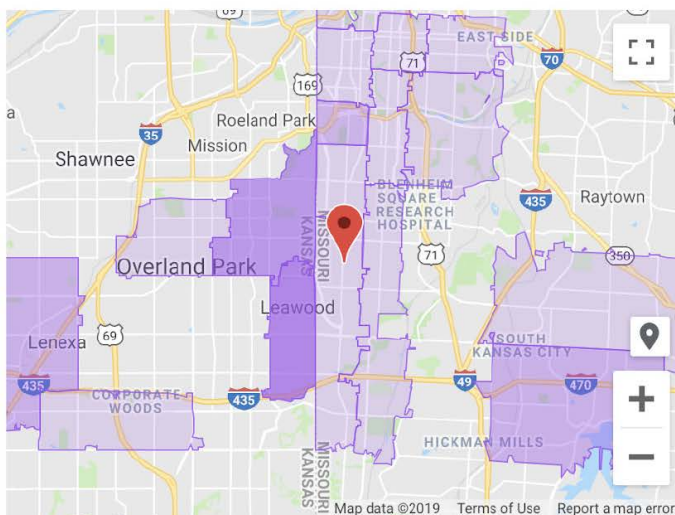 69
EAST SIDE
71
70
169
Roeland Park
a
35
Mission
Shawnee
BLENHEIM
SQUARE
RESEARCH
HOSPITAL
435
Raytown
MISSOURI
KANSAS
71
350
Overland Park
Leawood
69
Lenexa
SOUTH
KANSAS CITY
435
435
49
470
CORPORATE
WOODS
HICKMAN MILLS
MISSOURI
KANSAS
Map data ©2019 Terms of Use Report a map error